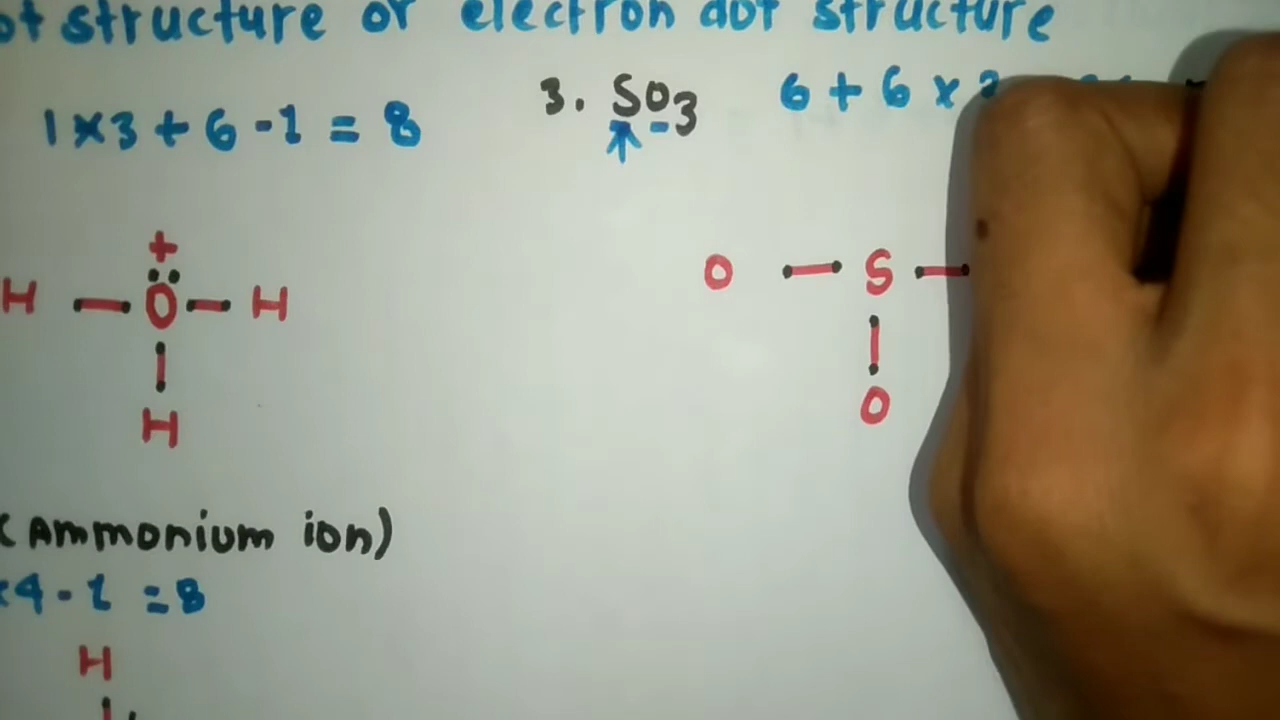 structure or electron dot structure
1×3+6-1=8
3. SO3 6+6×
+
H - O - H
H
O - S -
O
(Ammonium ion)
4-1=8
H